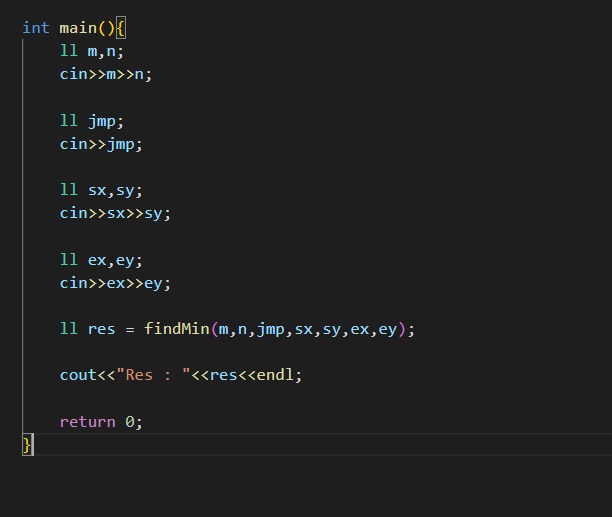 int main(){
ll m,n;
cin>>m>>n;
ll jmp;
cin>>jmp;
ll sx,sy;
cin>>sx>>sy;
ll ex,ey;
cin>>ex>>ey;
ll res = findMin(m,n,jmp,sx,sy,ex,ey);
cout<<"Res : "<<res<<endl;
return 0;
}